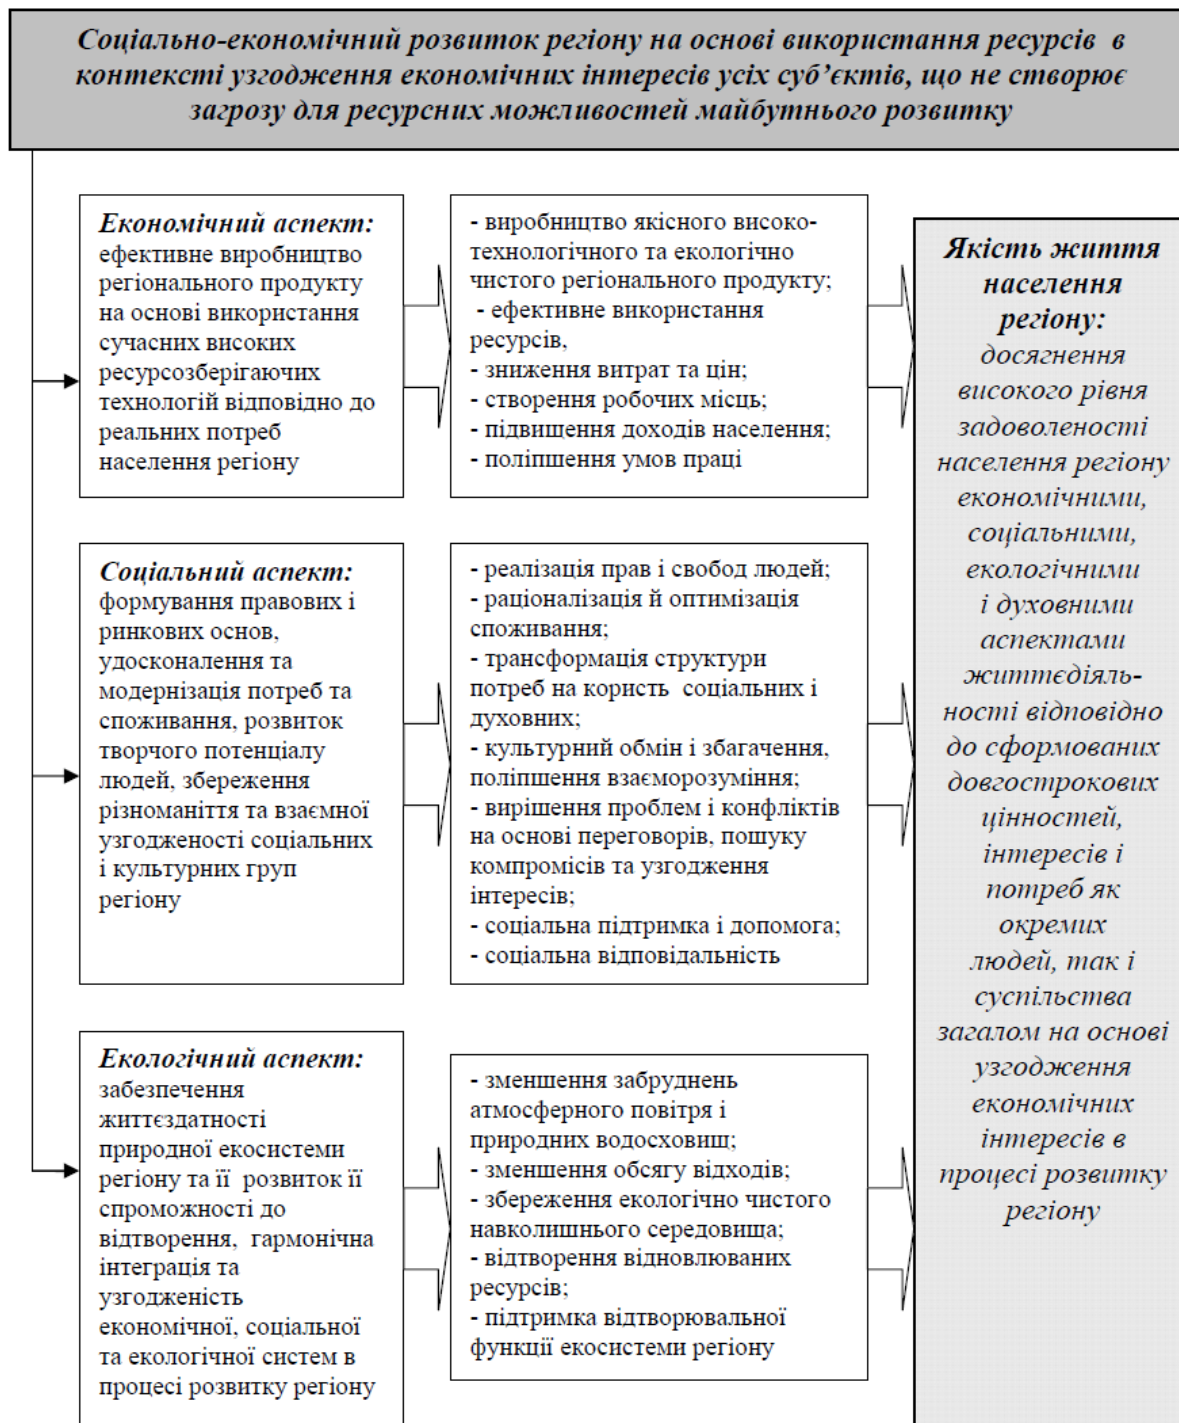 Соціально-економічний розвиток регіону на основі використання ресурсів в
контексті узгодження економічних інтересів усіх суб’єктів, що не створює
загрозу для ресурсних можливостей майбутнього розвитку
Економічний аспект:
ефективне виробництво
регіонального продукту
на основі використання
сучасних високих
ресурсозберігаючих
технологій відповідно до
реальних потреб
населення регіону
- виробництво якісного високо-
технологічного та екологічно
чистого регіонального продукту;
- ефективне використання
ресурсів,
- зниження витрат та цін;
- створення робочих місць;
- підвищення доходів населення;
- поліпшення умов праці
Соціальний аспект:
формування правових і
ринкових основ,
удосконалення та
модернізація потреб та
споживання, розвиток
творчого потенціалу
людей, збереження
різноманіття та взаємної
узгодженості соціальних
і культурних груп
регіону
- реалізація прав і свобод людей;
- раціоналізація й оптимізація
споживання;
- трансформація структури
потреб на користь соціальних і
духовних;
- культурний обмін і збагачення,
поліпшення взаєморозуміння;
- вирішення проблем і конфліктів
на основі переговорів, пошуку
компромісів та узгодження
інтересів;
- соціальна підтримка і допомога;
- соціальна відповідальність
Екологічний аспект:
забезпечення
життєздатності
природної екосистеми
регіону та її розвиток її
спроможності до
відтворення, гармонічна
інтеграція та
узгодженість
економічної, соціальної
та екологічної систем в
процесі розвитку регіону
- зменшення забруднень
атмосферного повітря і
природних водосховищ;
- зменшення обсягу відходів;
- збереження екологічно чистого
навколишнього середовища;
- відтворення відновлюваних
ресурсів;
- підтримка відтворювальної
функції екосистеми регіону
Якість життя
населення
регіону:
досягнення
високого рівня
задоволеності
населення регіону
економічними,
соціальними,
екологічними
і духовними
аспектами
життєдіяль-
ності відповідно
до сформованих
довгострокових
цінностей,
інтересів і
потреб як
окремих
людей, так і
суспільства
загалом на основі
узгодження
економічних
інтересів в
процесі розвитку
регіону